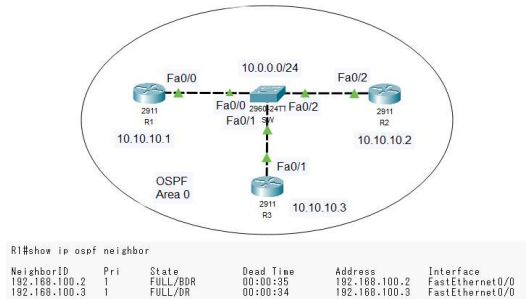 10.0.0.0/24
Fa0/0
Fa0/2
Fa0/0
Fa0/2
2911
R1
Fa0/1
SW
2911
R2
10.10.10.1
10.10.10.2
Fa0/1
OSPF
Area 0
2911
R3
10.10.10.3
R1#show ip ospf neighbor
NeighborID Pri State Dead Time Address Interface
192.168.100.2 1 FULL/BDR 00:00:35 192.168.100.2 FastEthernet0/0
192.168.100.3 1 FULL/DR 00:00:34 192.168.100.3 FastEthernet0/0